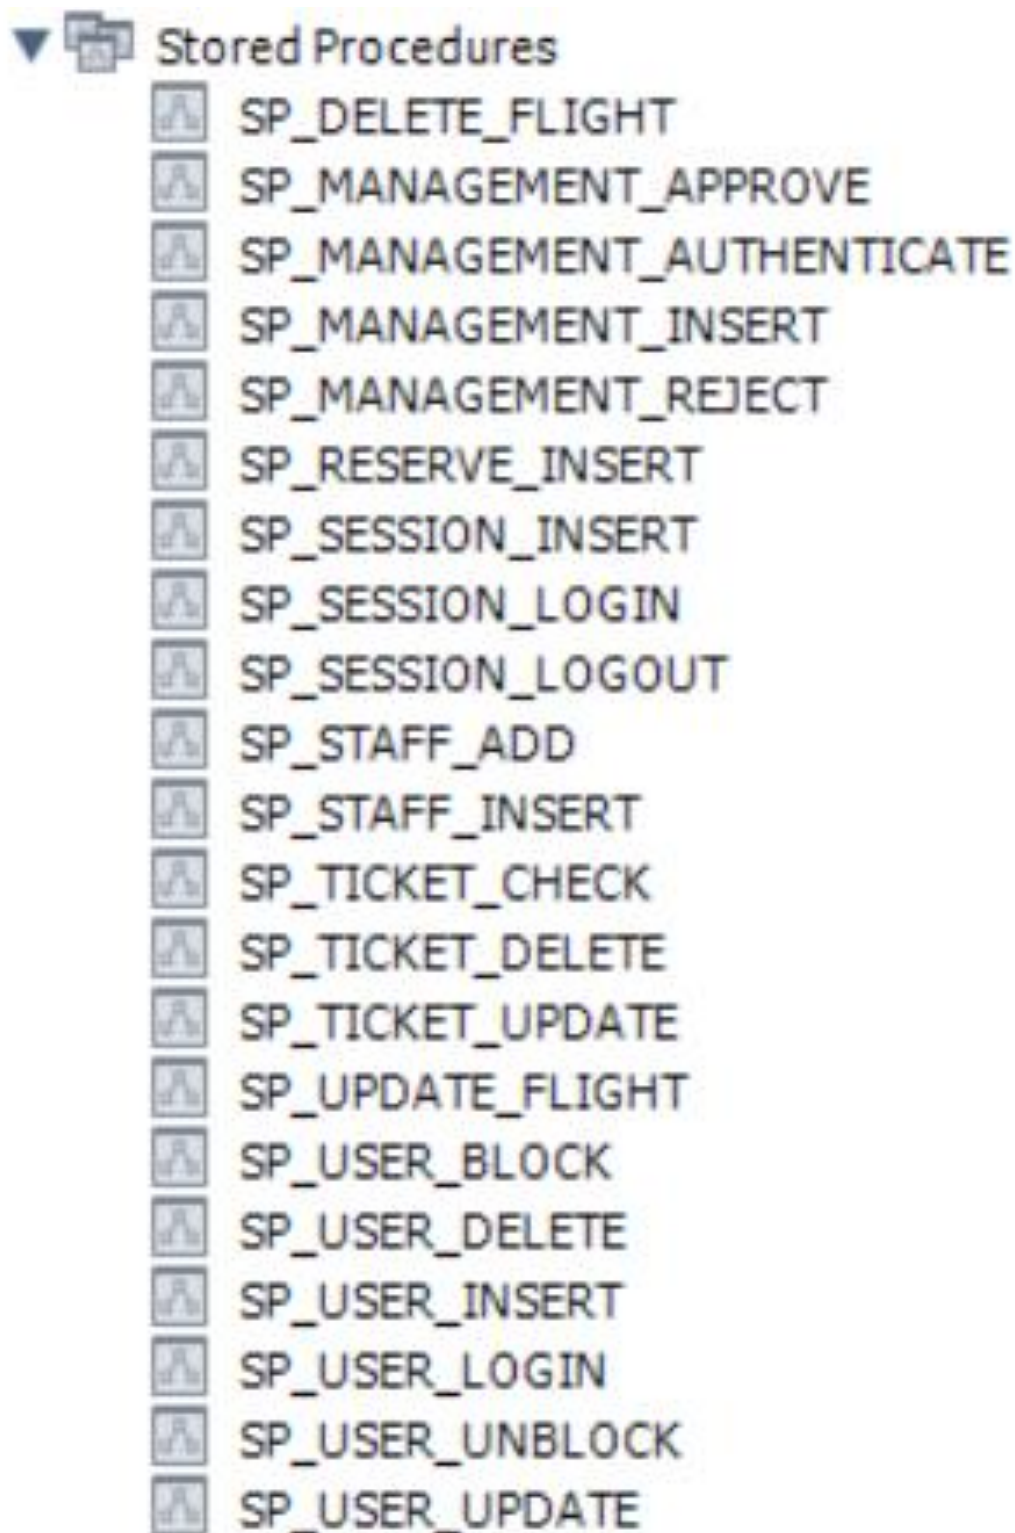 Stored Procedures
SP_DELETE_FLIGHT
SP_MANAGEMENT_APPROVE
SP_MANAGEMENT_AUTHENTICATE
SP_MANAGEMENT_INSERT
SP_MANAGEMENT_REJECT
SP_RESERVE_INSERT
SP_SESSION_INSERT
SP_SESSION_LOGIN
SP_SESSION_LOGOUT
SP_STAFF_ADD
SP_STAFF_INSERT
SP_TICKET_CHECK
SP_TICKET_DELETE
SP_TICKET_UPDATE
SP_UPDATE_FLIGHT
SP_USER_BLOCK
SP_USER_DELETE
SP_USER_INSERT
SP_USER_LOGIN
SP_USER_UNBLOCK
SP_USER_UPDATE